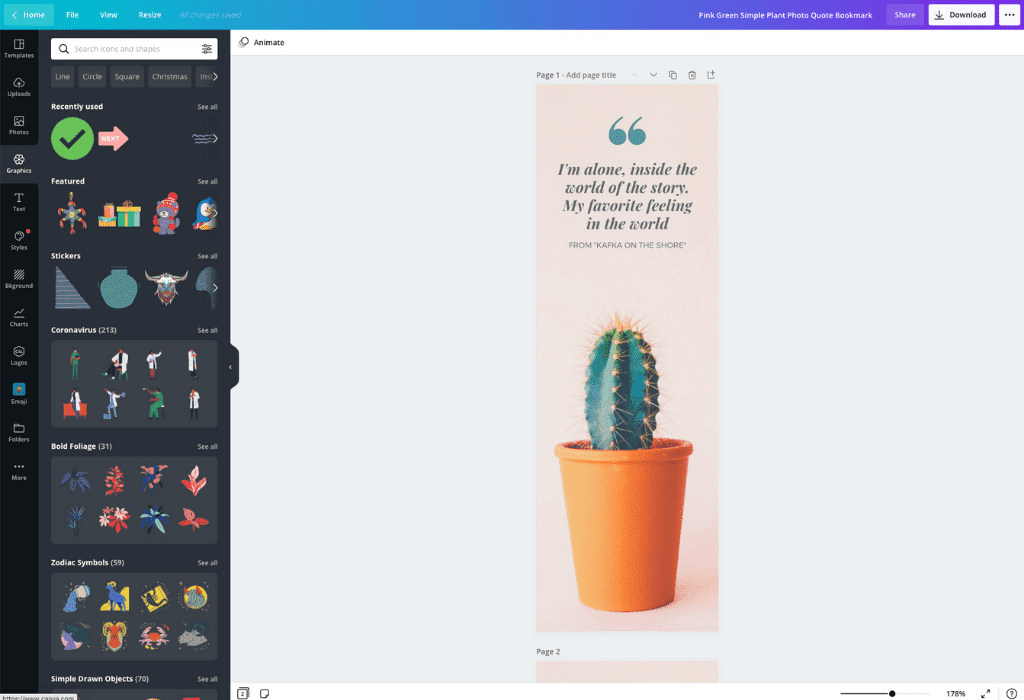 Home
File
View
Resize
All changes saved
Pink Green Simple Plant Photo Quote Bookmark
Share
Download
Templates
Uploads
Photos
Graphics
Text
Styles
Bkground
Charts
Logos
Emoji
Folders
More
Search icons and shapes
Line
Circle
Square
Christmas
Recently used
See all
NEXT
Featured
See all
Stickers
See all
Coronavirus (213)
See all
Bold Foliage (31)
See all
Zodiac Symbols (59)
See all
Simple Drawn Objects (70)
See all
https://www.canva.com
Animate
Page 1 - Add page title
I'm alone, inside the
world of the story.
My favorite feeling
in the world
FROM "KAFKA ON THE SHORE"
Page 2
2
178%